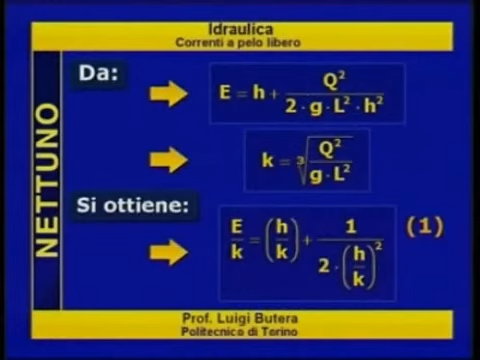 Idraulica
Correnti a pelo libero
NETTUNO
Da:
E = h + Q² / 2 · g · L² · h²
k = ³√(Q² / g · L²)
Si ottiene:
E/k = (h/k) + 1 / 2 · (h/k)² (1)
Prof. Luigi Butera
Politecnico di Torino